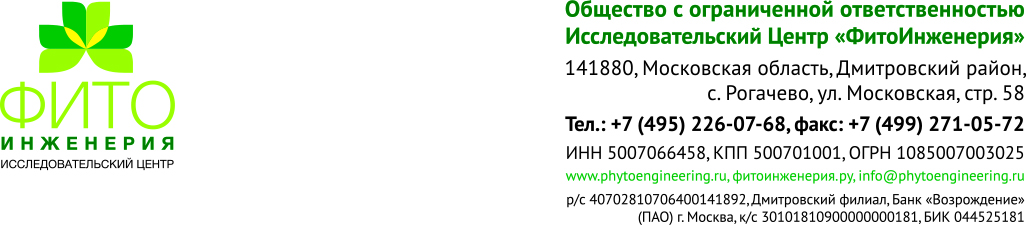 ФИТО
ИНЖЕНЕРИЯ
ИССЛЕДОВАТЕЛЬСКИЙ ЦЕНТР
Общество с ограниченной ответственностью
Исследовательский Центр «ФитоИнженерия»
141880, Московская область, Дмитровский район,
с. Рогачево, ул. Московская, стр. 58
Тел.: +7 (495) 226-07-68, факс: +7 (499) 271-05-72
ИНН 5007066458, КПП 500701001, ОГРН 1085007003025
www.phytoengineering.ru, фитоинженерия.ру, info@phytoengineering.ru
р/с 40702810706400141892, Дмитровский филиал, Банк «Возрождение»
(ПАО) г. Москва, к/с 30101810900000000181, БИК 044525181